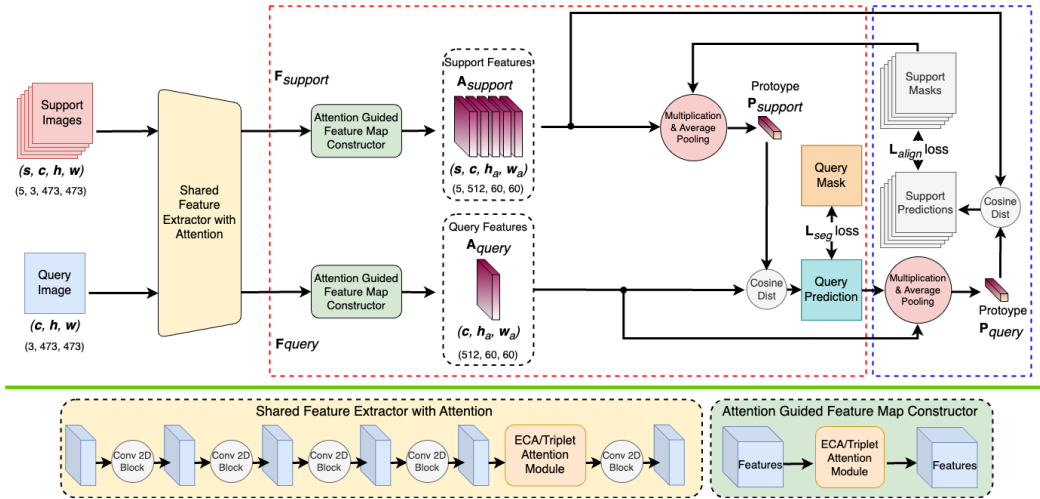 Support
Images
(s, c, h, w)
(5, 3, 473, 473)
Query
Image
(c, h, w)
(3, 473, 473)
Shared
Feature
Extractor with
Attention
Fsupport
Attention Guided
Feature Map
Constructor
Support Features
Asupport
(s, c, ha, wa)
(5, 512, 60, 60)
Fquery
Attention Guided
Feature Map
Constructor
Query Features
Aquery
(c, ha, wa)
(512, 60, 60)
Multiplication
& Average
Pooling
Protoype
Psupport
Cosine
Dist
Query
Mask
Lseg loss
Query
Prediction
Support
Masks
Lalign loss
Support
Predictions
Cosine
Dist
Multiplication
& Average
Pooling
Protoype
Pquery
Shared Feature Extractor with Attention
Conv 2D
Block
Conv 2D
Block
Conv 2D
Block
Conv 2D
Block
ECA/Triplet
Attention
Module
Conv 2D
Block
Attention Guided Feature Map Constructor
Features
ECA/Triplet
Attention
Module
Features